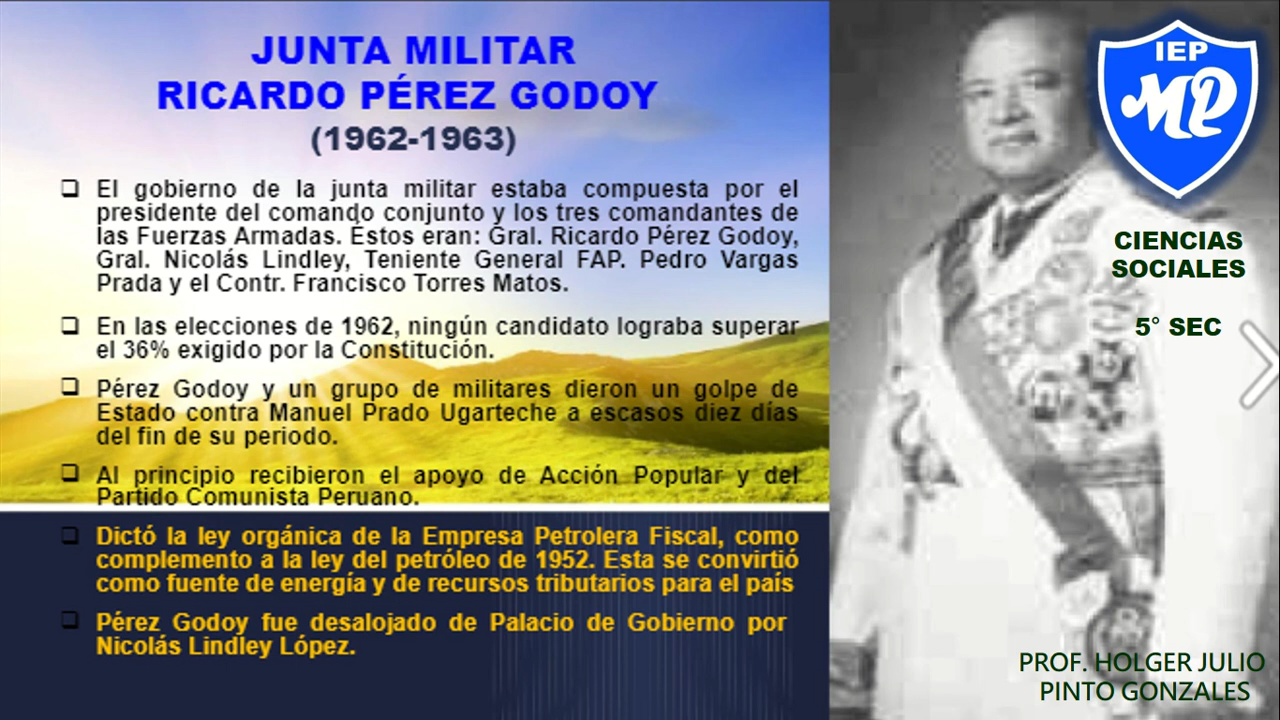 JUNTA MILITAR
RICARDO PÉREZ GODOY
(1962-1963)
❑ El gobierno de la junta militar estaba compuesta por el
presidente del comando conjunto y los tres comandantes de
las Fuerzas Armadas. Estos eran: Gral. Ricardo Pérez Godoy,
Gral. Nicolás Lindley, Teniente General FAP. Pedro Vargas
Prada y el Contr. Francisco Torres Matos.
❑ En las elecciones de 1962, ningún candidato lograba superar
el 36% exigido por la Constitución.
❑ Pérez Godoy y un grupo de militares dieron un golpe de
Estado contra Manuel Prado Ugarteche a escasos diez días
del fin de su periodo.
❑ Al principio recibieron el apoyo de Acción Popular y del
Partido Comunista Peruano.
❑ Dictó la ley orgánica de la Empresa Petrolera Fiscal, como
complemento a la ley del petróleo de 1952. Esta se convirtió
como fuente de energía y de recursos tributarios para el país
❑ Pérez Godoy fue desalojado de Palacio de Gobierno por
Nicolás Lindley López.
IEP
MP
CIENCIAS
SOCIALES
5° SEC
PROF. HOLGER JULIO
PINTO GONZALES